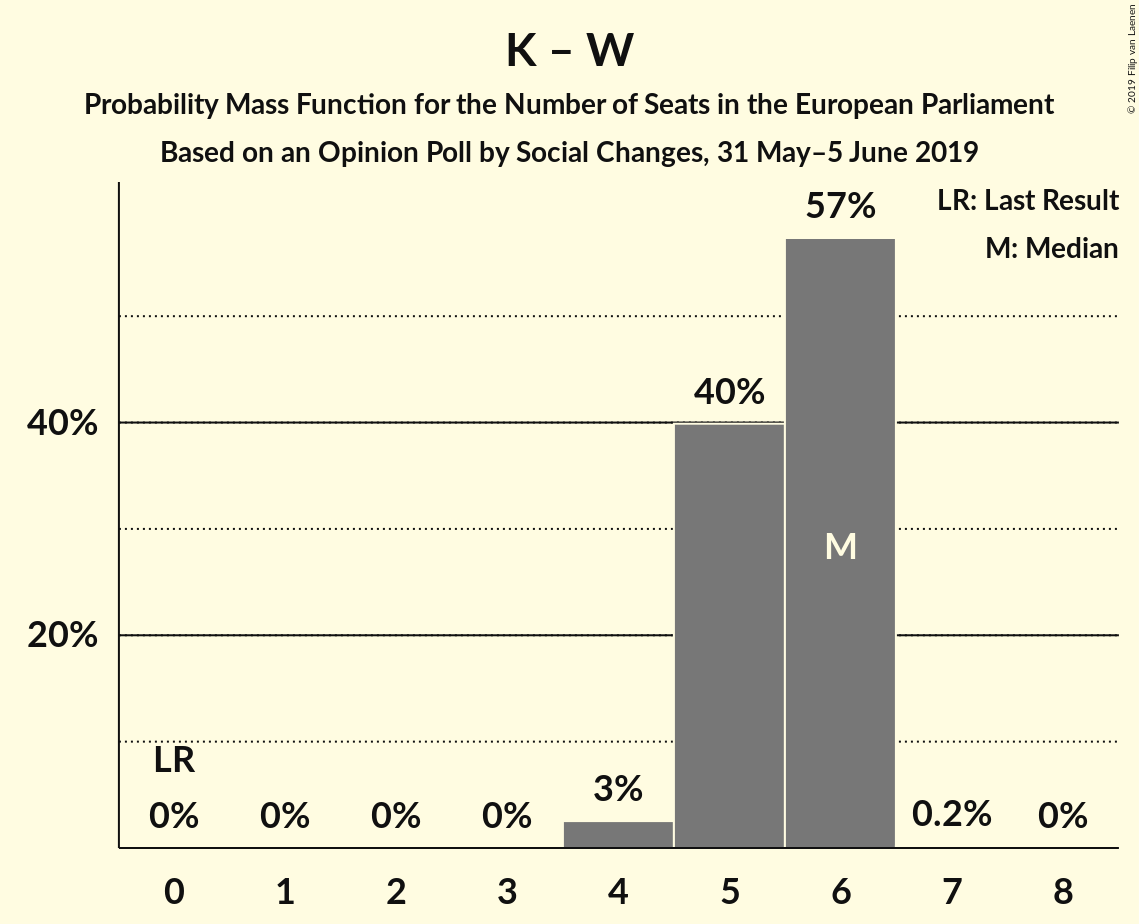 K – W
Probability Mass Function for the Number of Seats in the European Parliament
Based on an Opinion Poll by Social Changes, 31 May–5 June 2019
© 2019 Filip van Laenen
LR: Last Result
M: Median
57%
40%
40%
M
20%
LR
3%
0% 0% 0% 0% 0.2% 0%
0 1 2 3 4 5 6 7 8